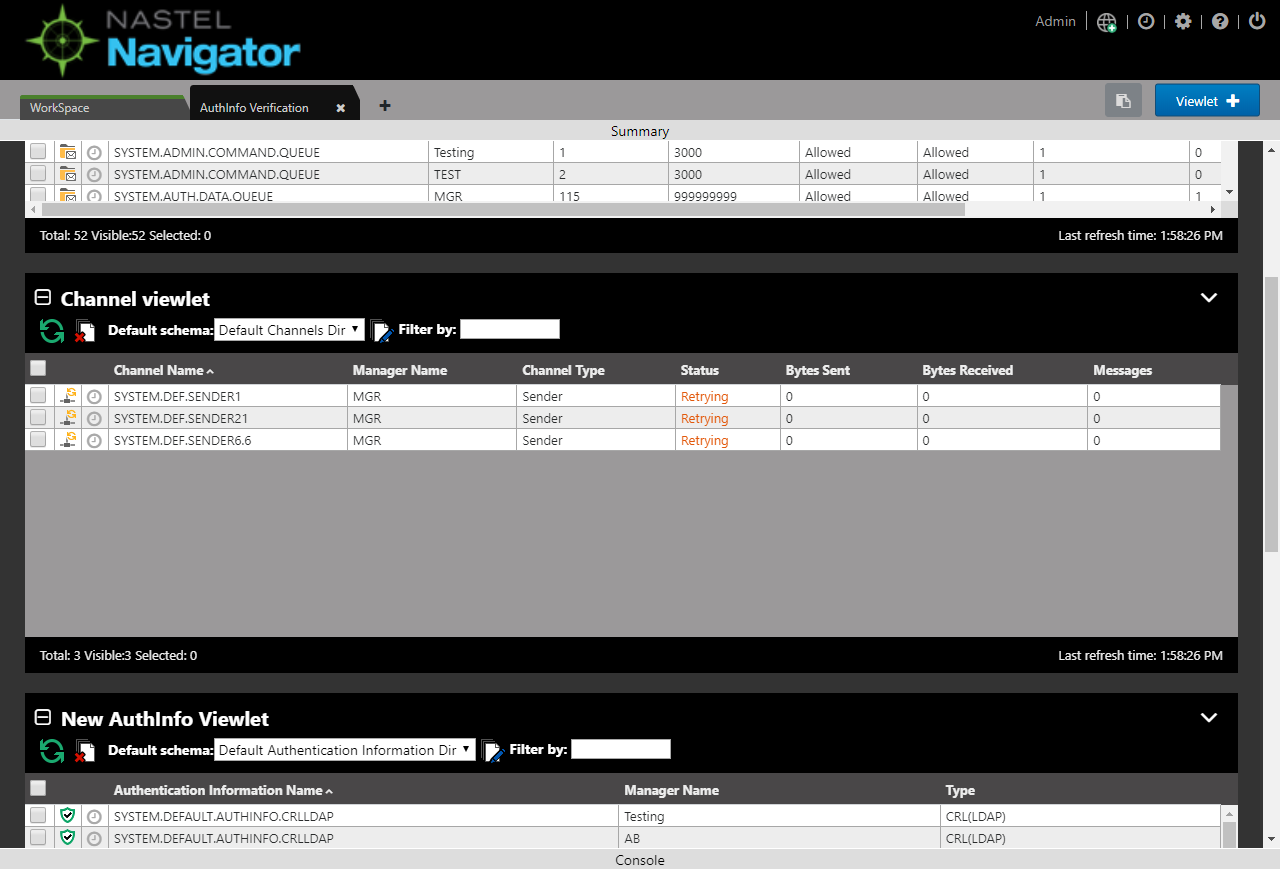 NASTEL
Navigator
Admin
WorkSpace
AuthInfo Verification
Viewlet
Summary
SYSTEM.ADMIN.COMMAND.QUEUE Testing 1 3000 Allowed Allowed 1 0
SYSTEM.ADMIN.COMMAND.QUEUE TEST 2 3000 Allowed Allowed 1 0
SYSTEM.AUTH.DATA.QUEUE MGR 115 999999999 Allowed Allowed 1 1
Total: 52 Visible:52 Selected: 0 Last refresh time: 1:58:26 PM
Channel viewlet
Default schema: Default Channels Dir Filter by:
Channel Name Manager Name Channel Type Status Bytes Sent Bytes Received Messages
SYSTEM.DEF.SENDER1 MGR Sender Retrying 0 0 0
SYSTEM.DEF.SENDER21 MGR Sender Retrying 0 0 0
SYSTEM.DEF.SENDER6.6 MGR Sender Retrying 0 0 0
Total: 3 Visible:3 Selected: 0 Last refresh time: 1:58:26 PM
New AuthInfo Viewlet
Default schema: Default Authentication Information Dir Filter by:
Authentication Information Name Manager Name Type
SYSTEM.DEFAULT.AUTHINFO.CRLLDAP Testing CRL(LDAP)
SYSTEM.DEFAULT.AUTHINFO.CRLLDAP AB CRL(LDAP)
Console